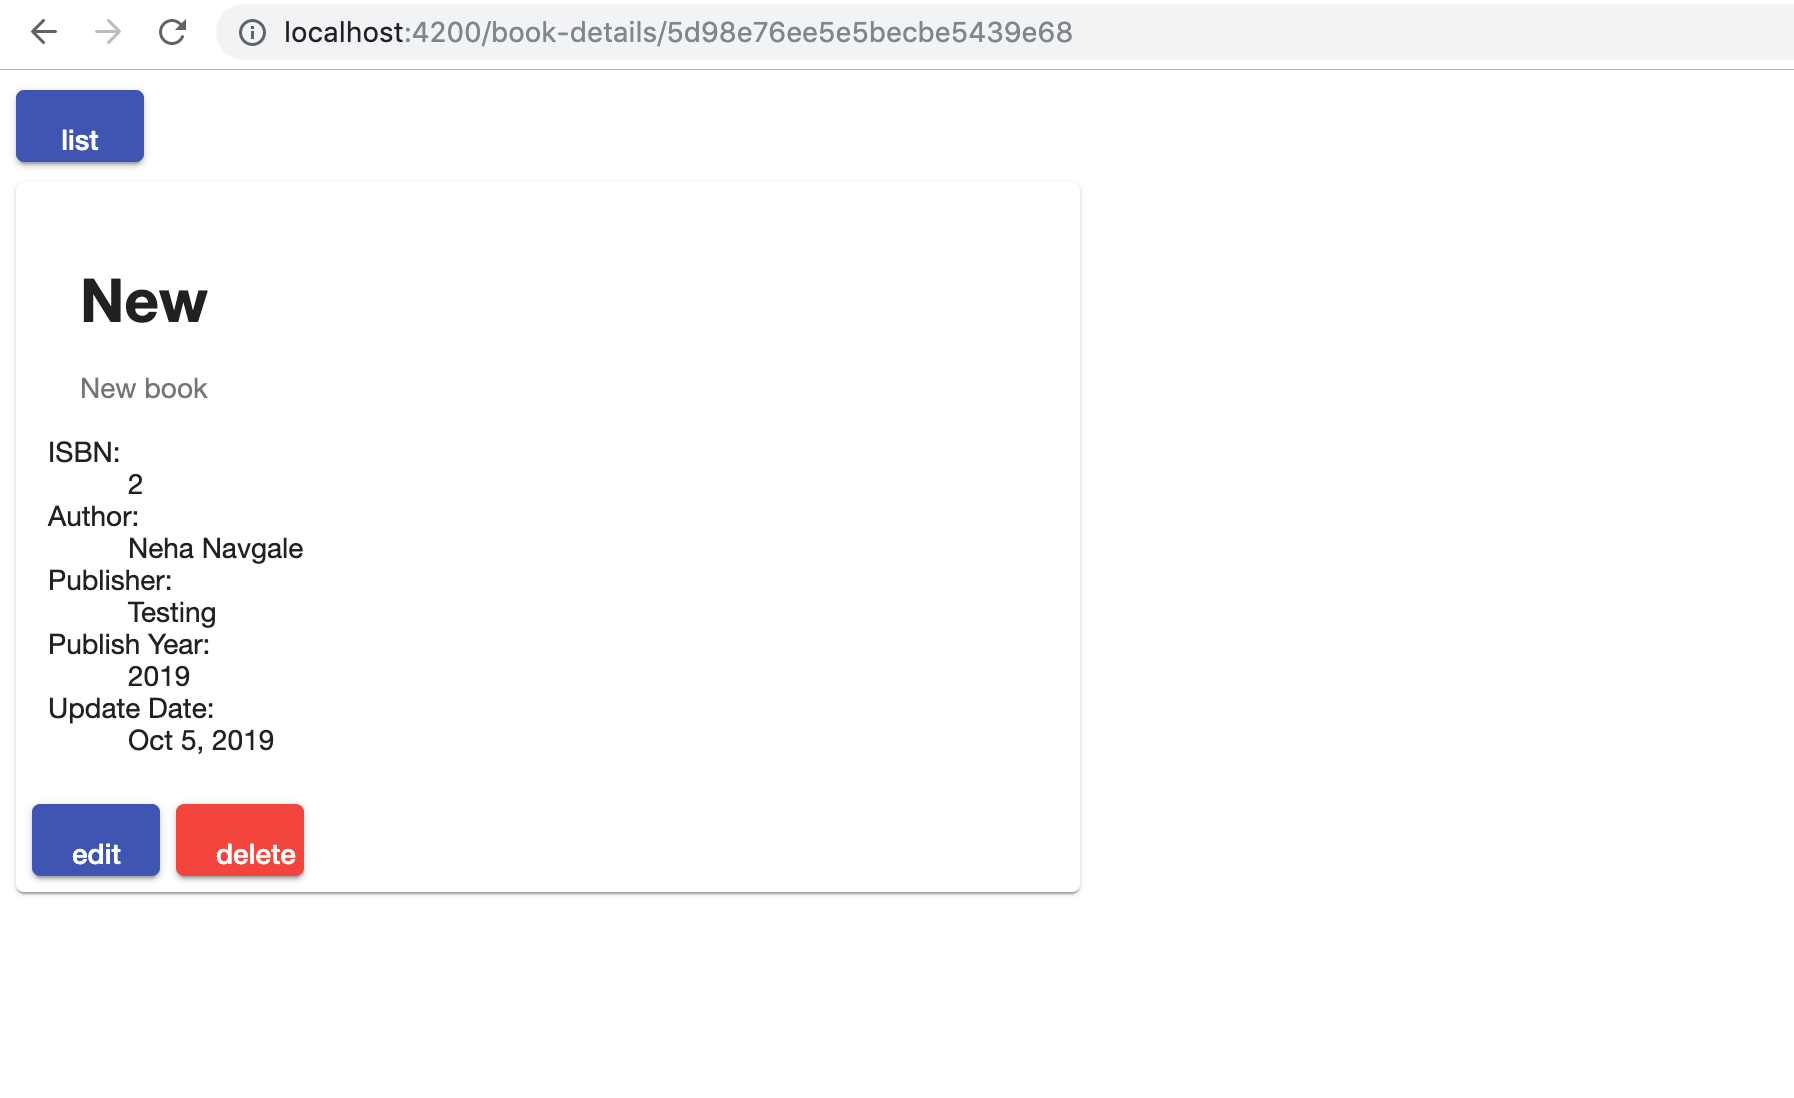 localhost:4200/book-details/5d98e76ee5e5becbe5439e68
list
New
New book
ISBN:
2
Author:
Neha Navgale
Publisher:
Testing
Publish Year:
2019
Update Date:
Oct 5, 2019
edit
delete